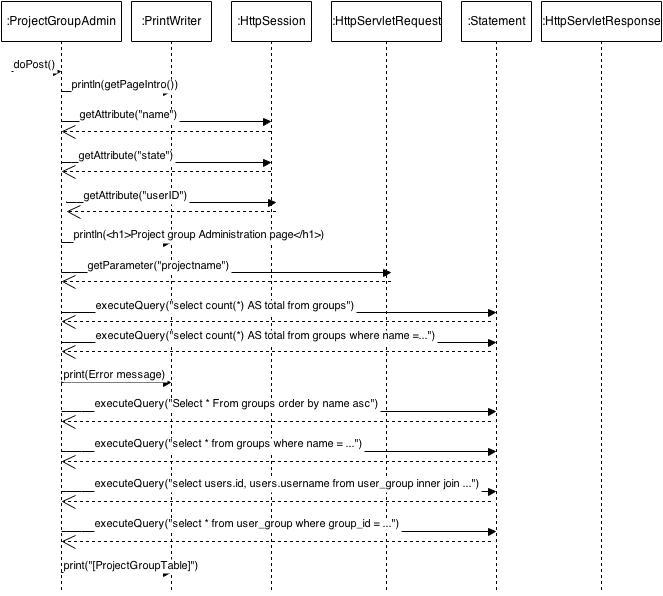 :ProjectGroupAdmin :PrintWriter :HttpSession :HttpServletRequest :Statement :HttpServletResponse
doPost()
println(getPageIntro())
getAttribute("name")
getAttribute("state")
getAttribute("userID")
println(<h1>Project group Administration page</h1>)
getParameter("projectname")
executeQuery("select count(*) AS total from groups")
executeQuery("select count(*) AS total from groups where name =...")
print(Error message)
executeQuery("Select * From groups order by name asc")
executeQuery("select * from groups where name = ...")
executeQuery("select users.id, users.username from user_group inner join ...")
executeQuery("select * from user_group where group_id = ...")
print("[ProjectGroupTable]")